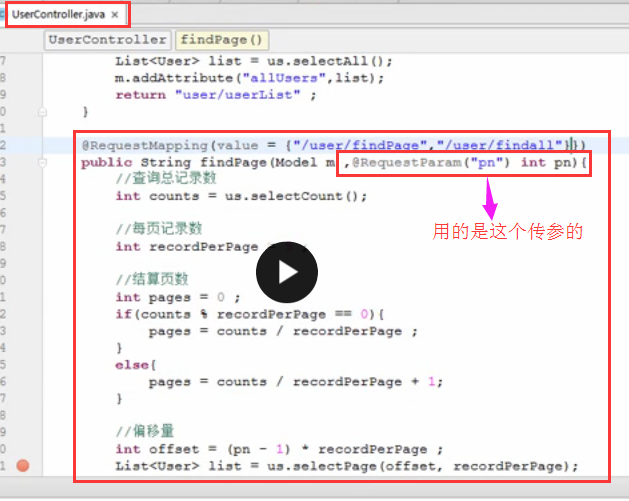 UserController.java ×
UserController findPage()
List<User> list = us.selectAll();
m.addAttribute("allUsers",list);
return "user/userList" ;
}
@RequestMapping(value = {"/user/findPage","/user/findall"})
public String findPage(Model m ,@RequestParam("pn") int pn){
//查询总记录数
int counts = us.selectCount();
用的是这个传参的
//每页记录数
int recordPerPage ;
//结算页数
int pages = 0 ;
if(counts % recordPerPage == 0){
pages = counts / recordPerPage ;
}
else{
pages = counts / recordPerPage + 1;
}
//偏移量
int offset = (pn - 1) * recordPerPage ;
List<User> list = us.selectPage(offset, recordPerPage);